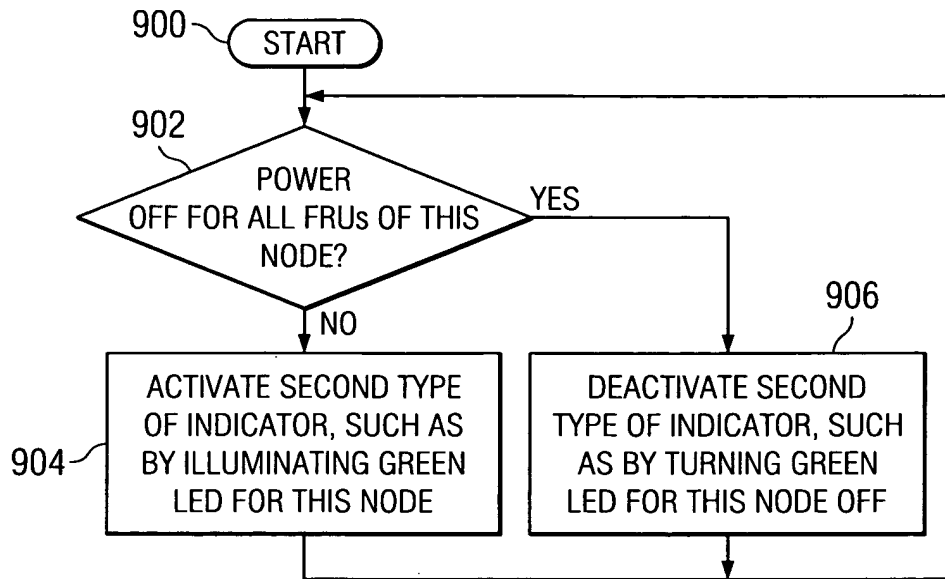 900
START
902
POWER
OFF FOR ALL FRUs OF THIS
NODE?
YES
NO
906
ACTIVATE SECOND TYPE
OF INDICATOR, SUCH AS
BY ILLUMINATING GREEN
LED FOR THIS NODE
904
DEACTIVATE SECOND
TYPE OF INDICATOR, SUCH
AS BY TURNING GREEN
LED FOR THIS NODE OFF